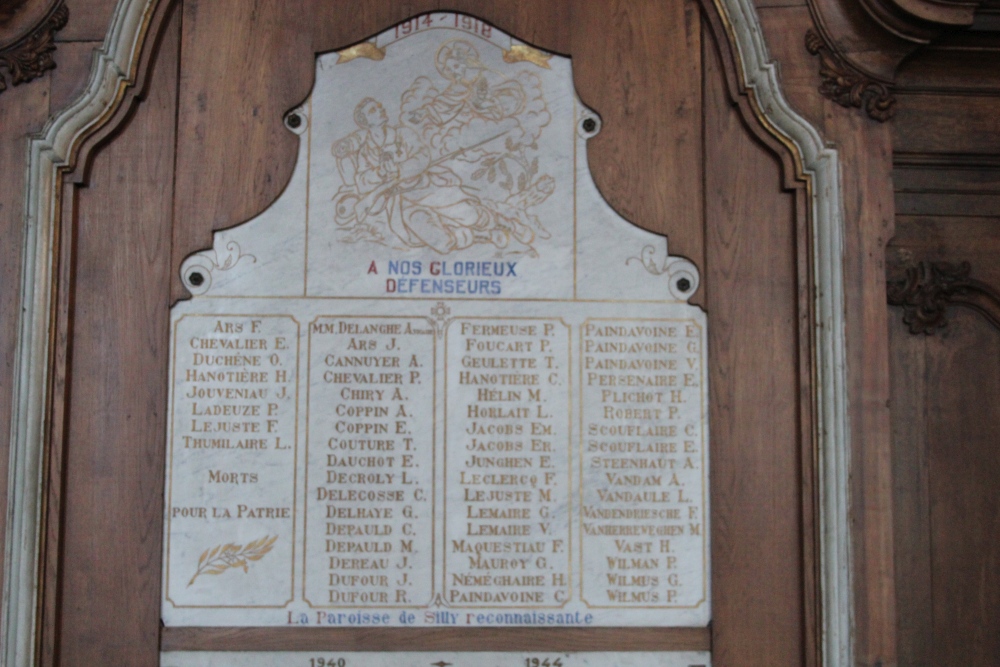 1914 - 1918
A NOS GLORIEUX
DÉFENSEURS
ARS F.
CHEVALIER E.
DUCHÊNE O.
HANOTIÈRE H.
JOUVENIAU J.
LADEUZE P.
LEJUSTE F.
THUMILAIRE L.
MORTS
POUR LA PATRIE
MM. DELANGHE
ARS J.
CANNUYER A.
CHEVALIER P.
CHIRY A.
COPPIN A.
COPPIN E.
COUTURE T.
DAUCHOT E.
DECROLY L.
DELECOSSE C.
DELHAYE G.
DEPAULD C.
DEPAULD M.
DEREAU J.
DUFOUR J.
DUFOUR R.
FERMEUSE P.
FOUCART P.
GEULETTE T.
HANOTIÈRE C.
HÉLIN M.
HORLAIT L.
JACOBS EM.
JACOBS ER.
JUNGHEN E.
LECLERCQ F.
LEJUSTE M.
LEMAIRE G.
LEMAIRE V.
MAQUESTIAU F.
MAUROY G.
NÉMÉGHAIRE H.
PAINDAVOINE C.
PAINDAVOINE E.
PAINDAVOINE G.
PAINDAVOINE V.
PERSENAIRE E.
PLICHOT H.
ROBERT P.
SCOUFLAIRE C.
SCOUFLAIRE E.
STEENHAUT A.
VANDAM A.
VANDAULE L.
VANDENDRIESCHE F.
VANHERREVEGHEN M.
VAST H.
WILMAN P.
WILMUS G.
WILMUS P.
La Paroisse de Silly reconnaissante
1940 1944